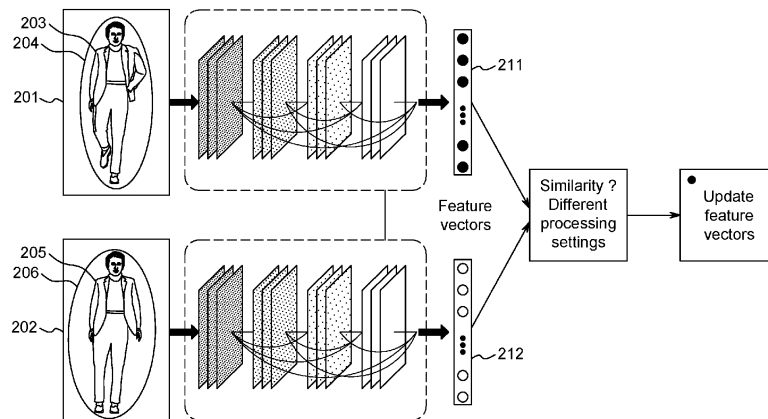 203
204
201
211
Similarity ?
Different
processing
settings
Update
feature
vectors
Feature
vectors
205
206
202
212